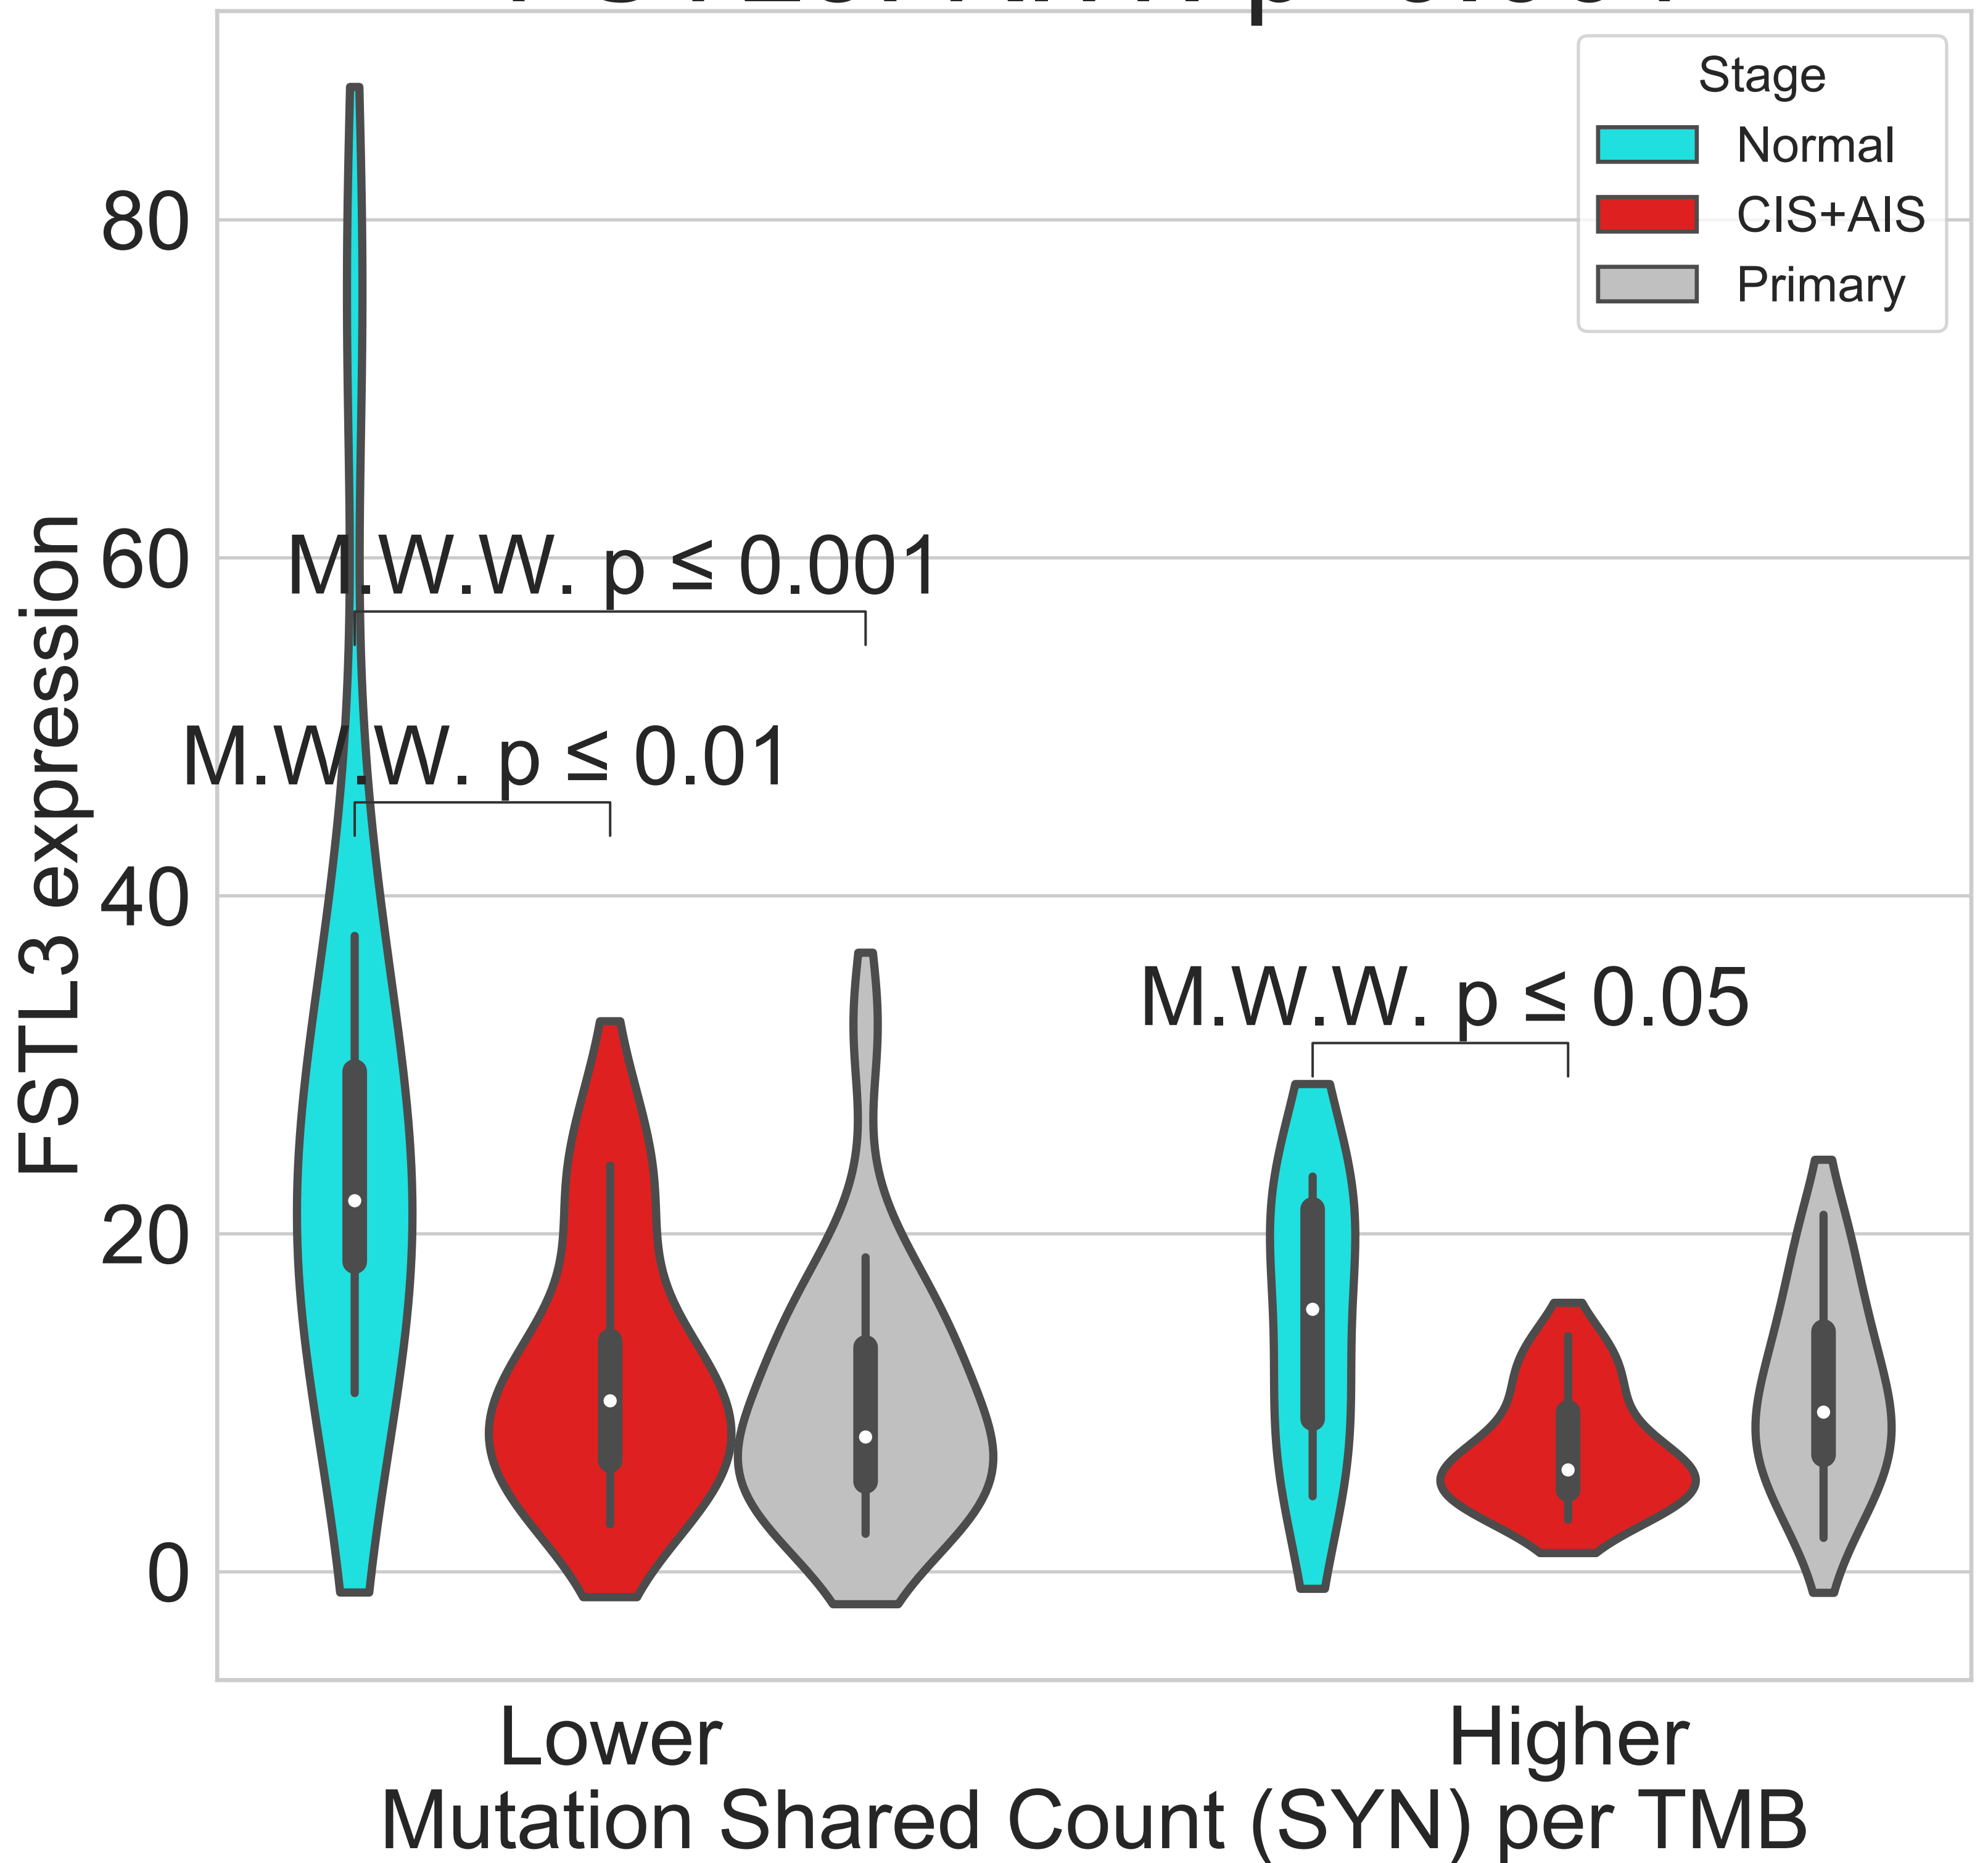 Stage
Normal
CIS+AIS
Primary
80
60
40
20
0
FSTL3 expression
M.W.W. p ≤ 0.001
M.W.W. p ≤ 0.01
M.W.W. p ≤ 0.05
Lower
Higher
Mutation Shared Count (SYN) per TMB